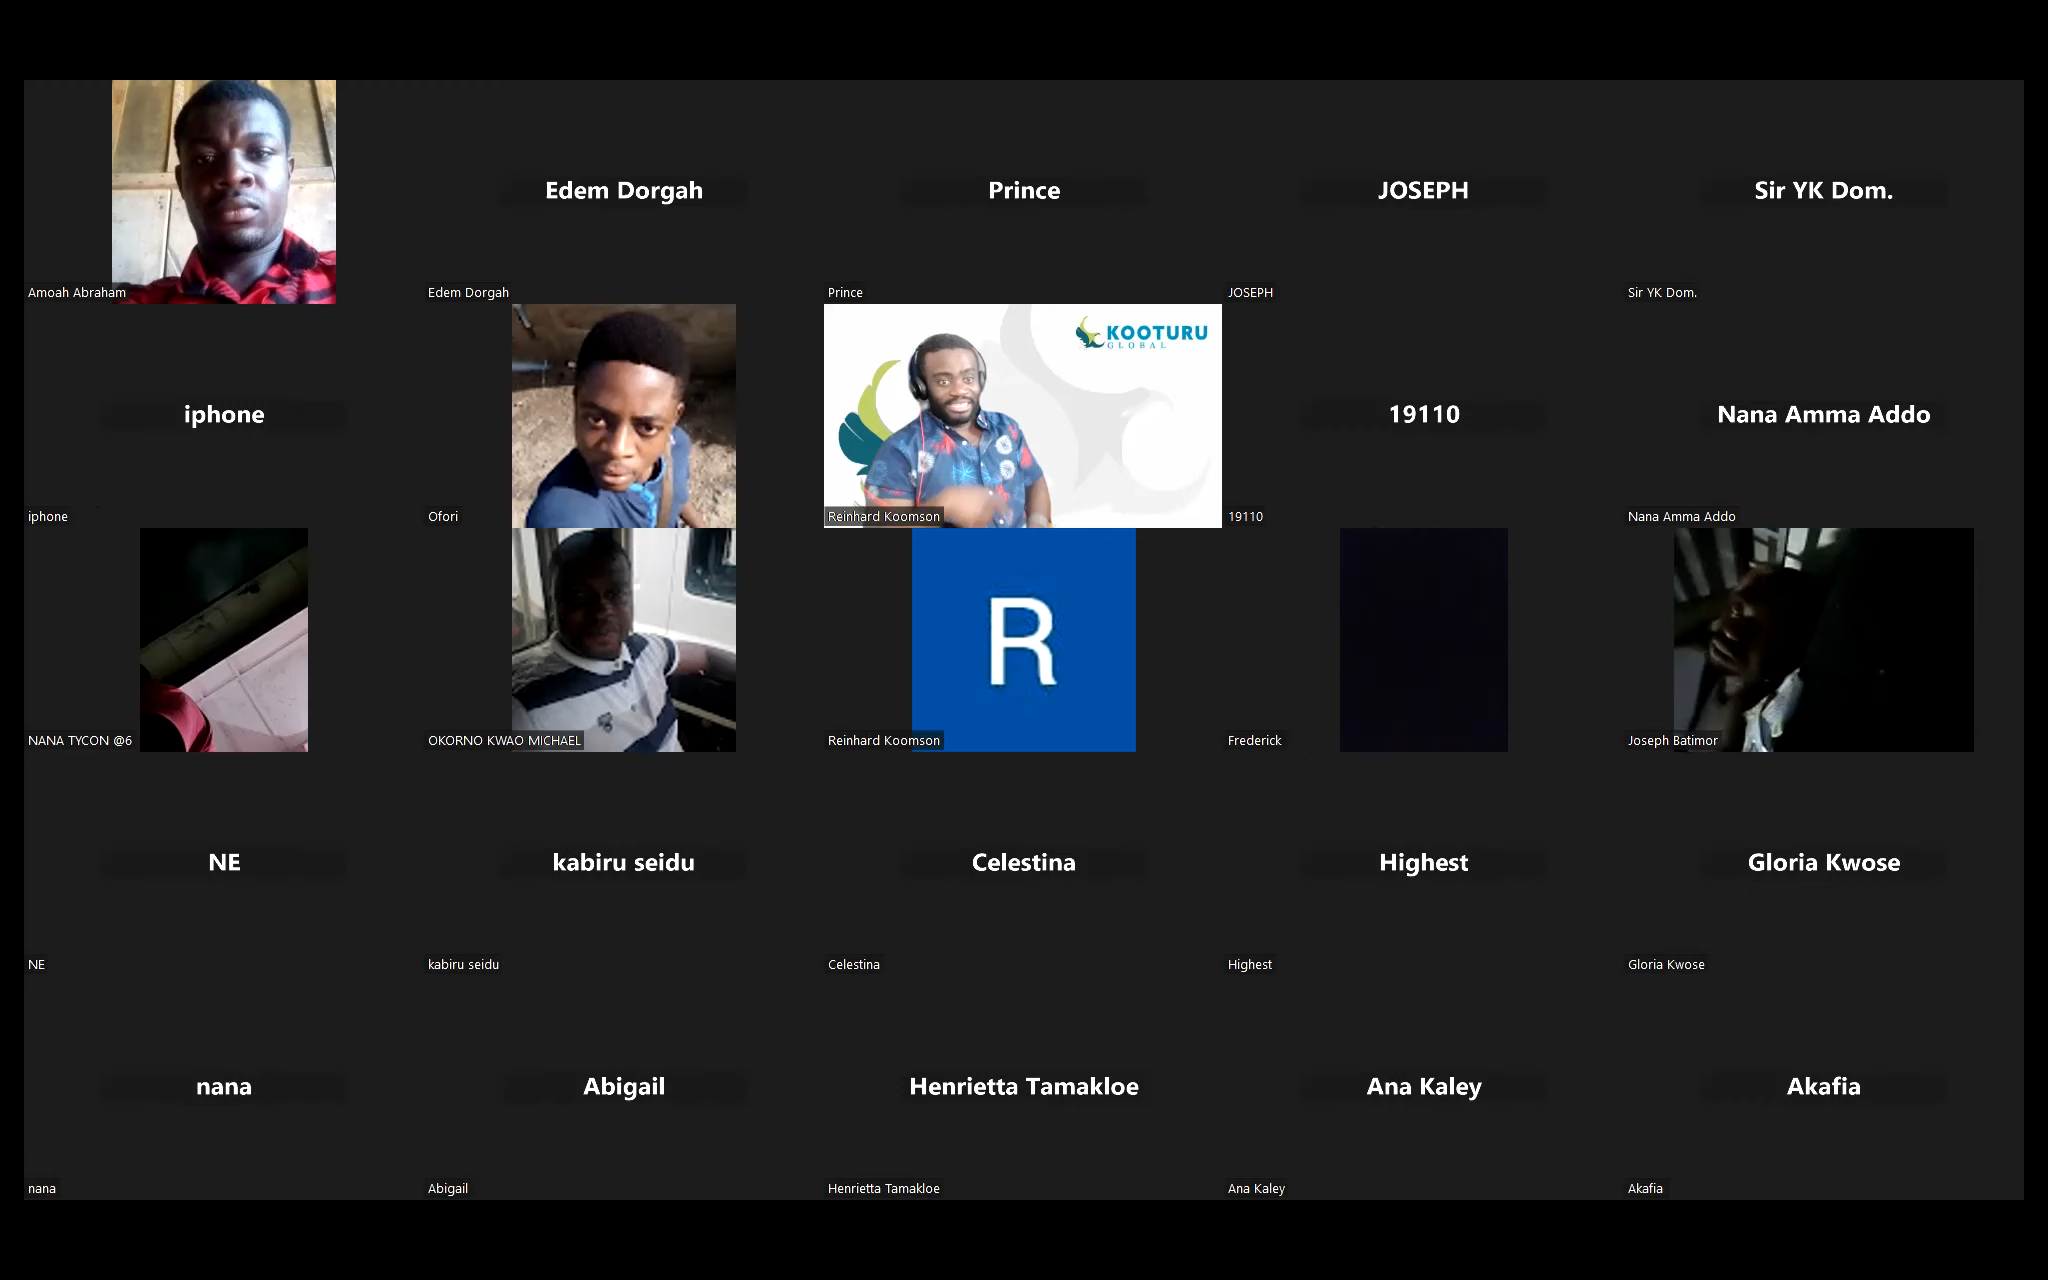 Amoah Abraham
Edem Dorgah
Edem Dorgah
Prince
Prince
JOSEPH
JOSEPH
Sir YK Dom.
Sir YK Dom.
iphone
iphone
Ofori
KOOTURU
GLOBAL
Reinhard Koomson
19110
19110
Nana Amma Addo
Nana Amma Addo
NANA TYCON @6
OKORNO KWAO MICHAEL
R
Reinhard Koomson
Frederick
Joseph Batimor
NE
NE
kabiru seidu
kabiru seidu
Celestina
Celestina
Highest
Highest
Gloria Kwose
Gloria Kwose
nana
nana
Abigail
Abigail
Henrietta Tamakloe
Henrietta Tamakloe
Ana Kaley
Ana Kaley
Akafia
Akafia